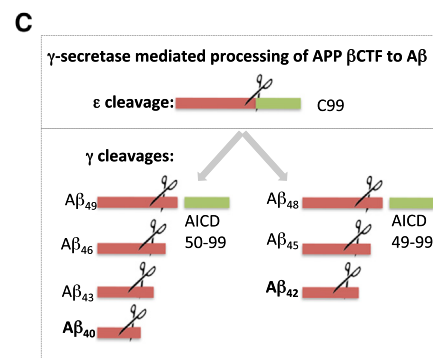 C
γ-secretase mediated processing of APP βCTF to Aβ
ε cleavage:
C99
γ cleavages:
Aβ49
AICD
50-99
Aβ46
Aβ43
Aβ40
Aβ48
AICD
49-99
Aβ45
Aβ42